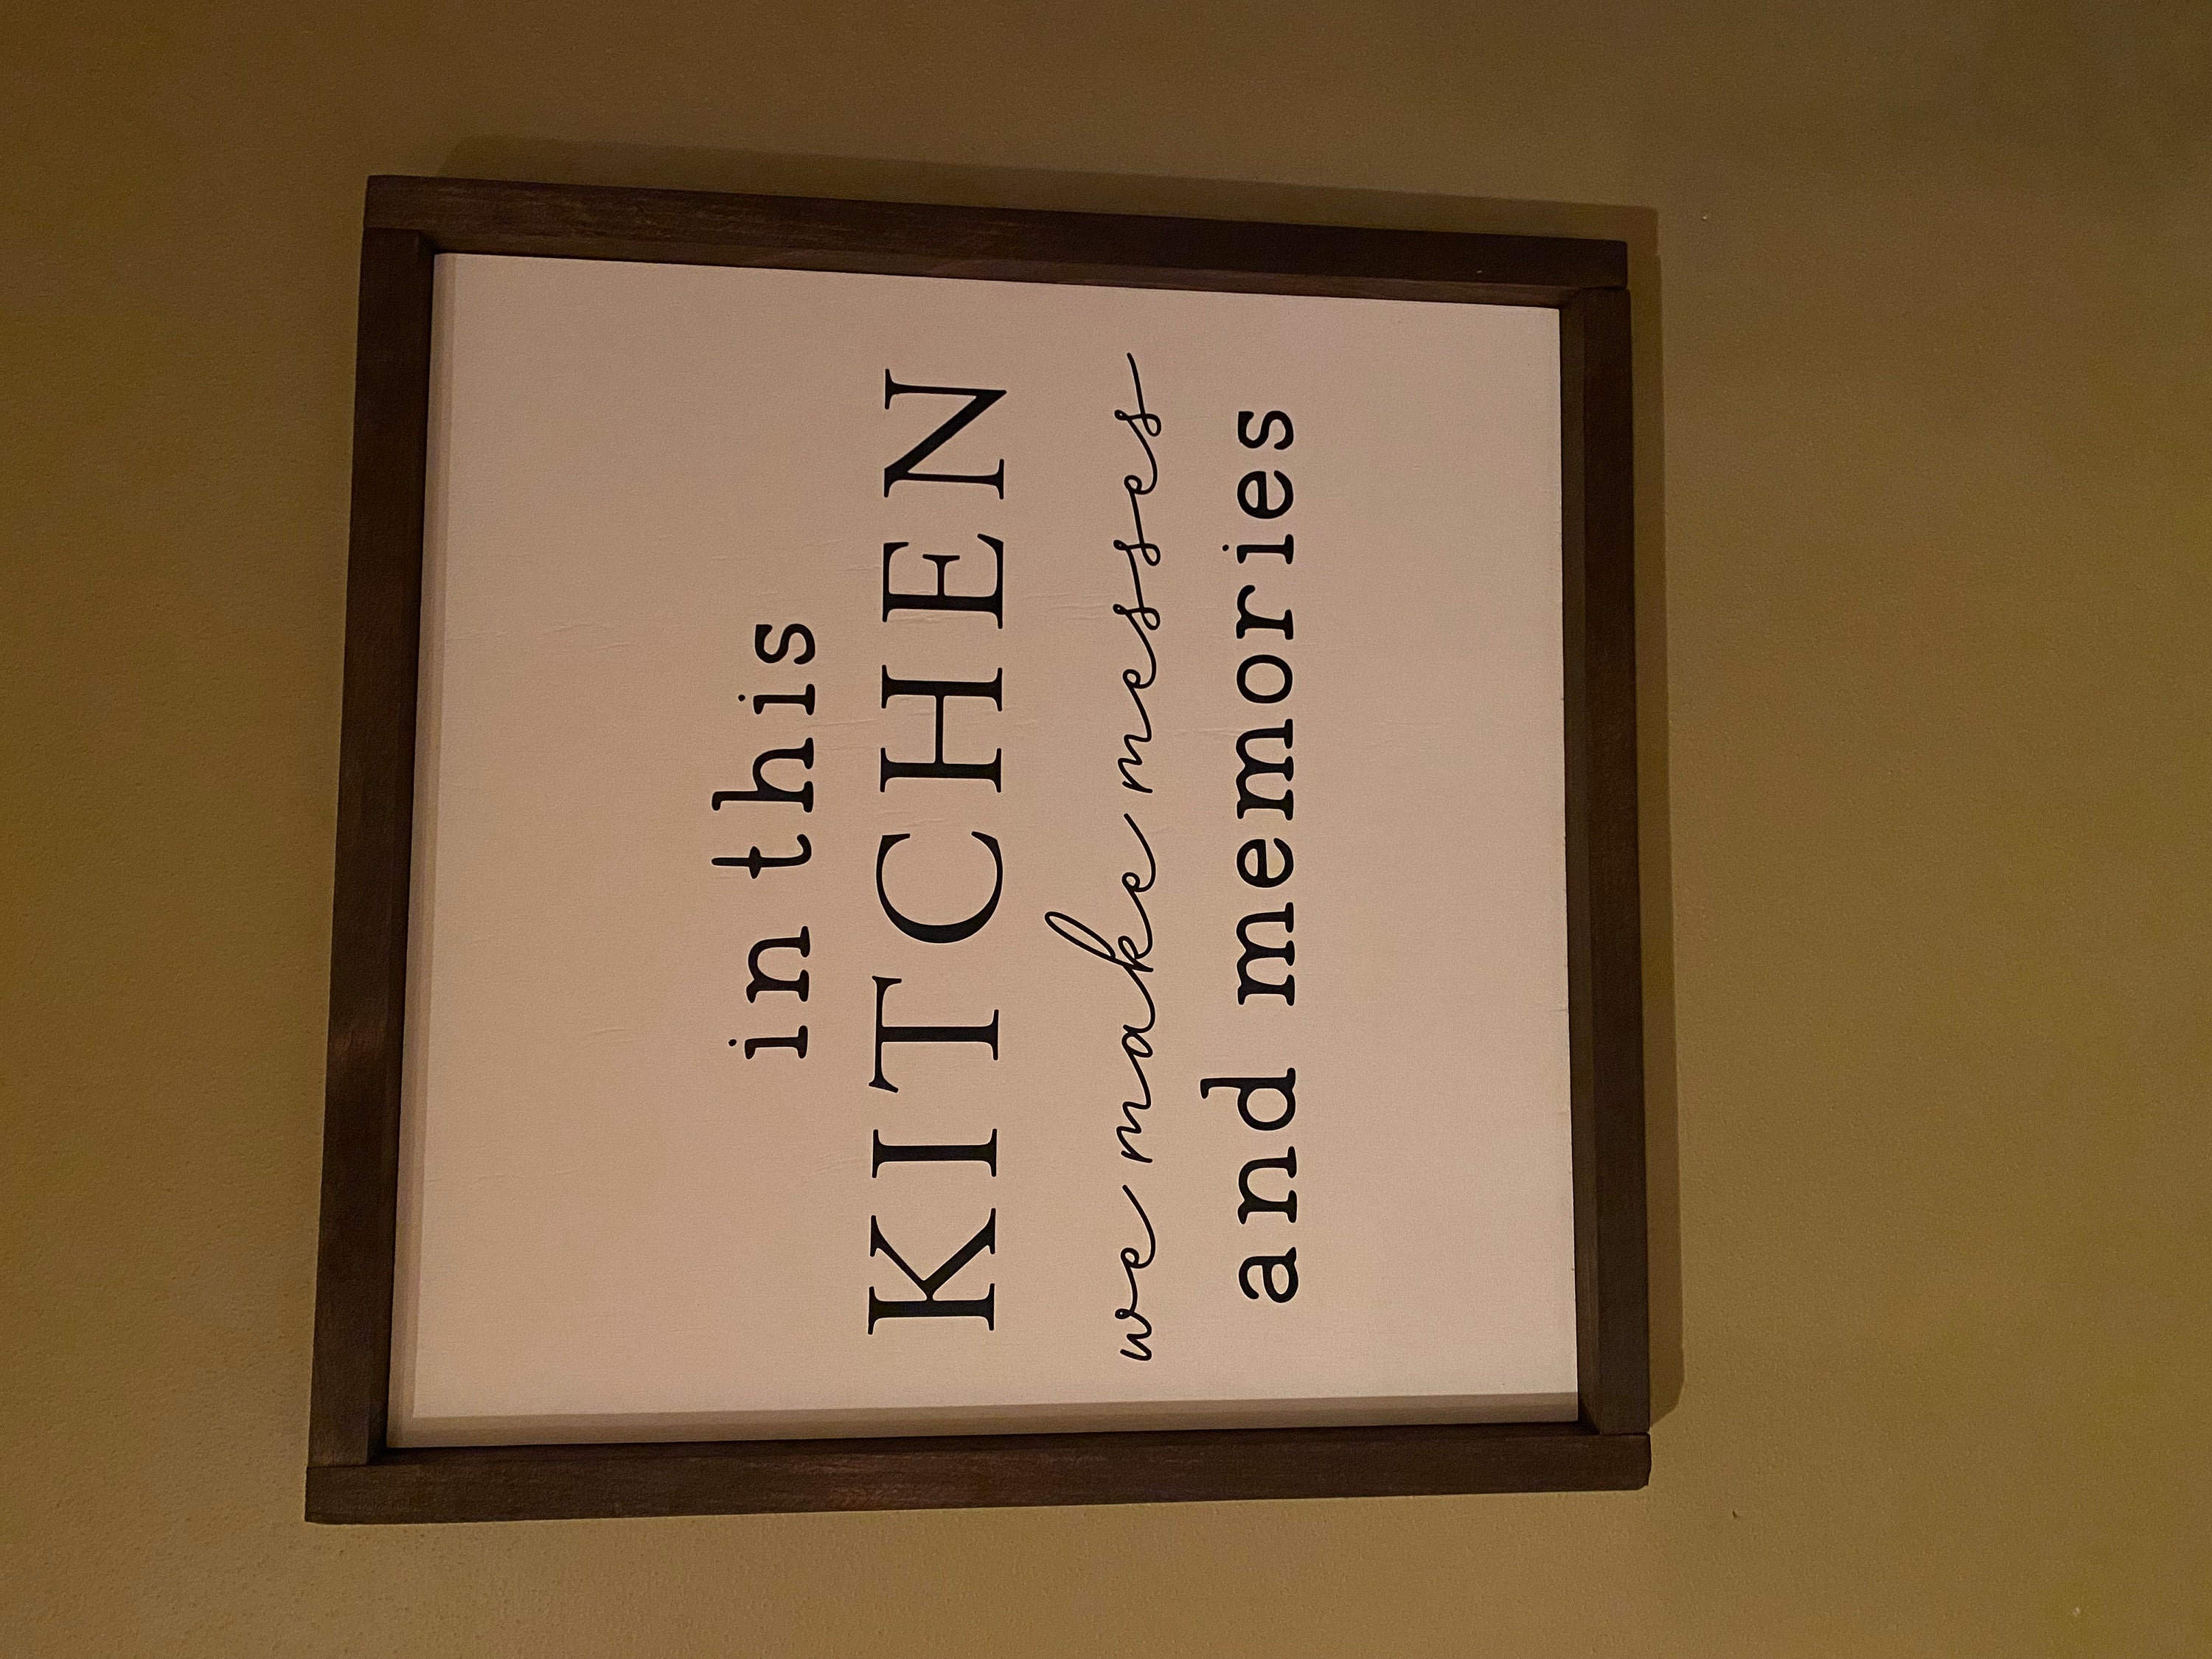 in this
KITCHEN
we make messes
and memories